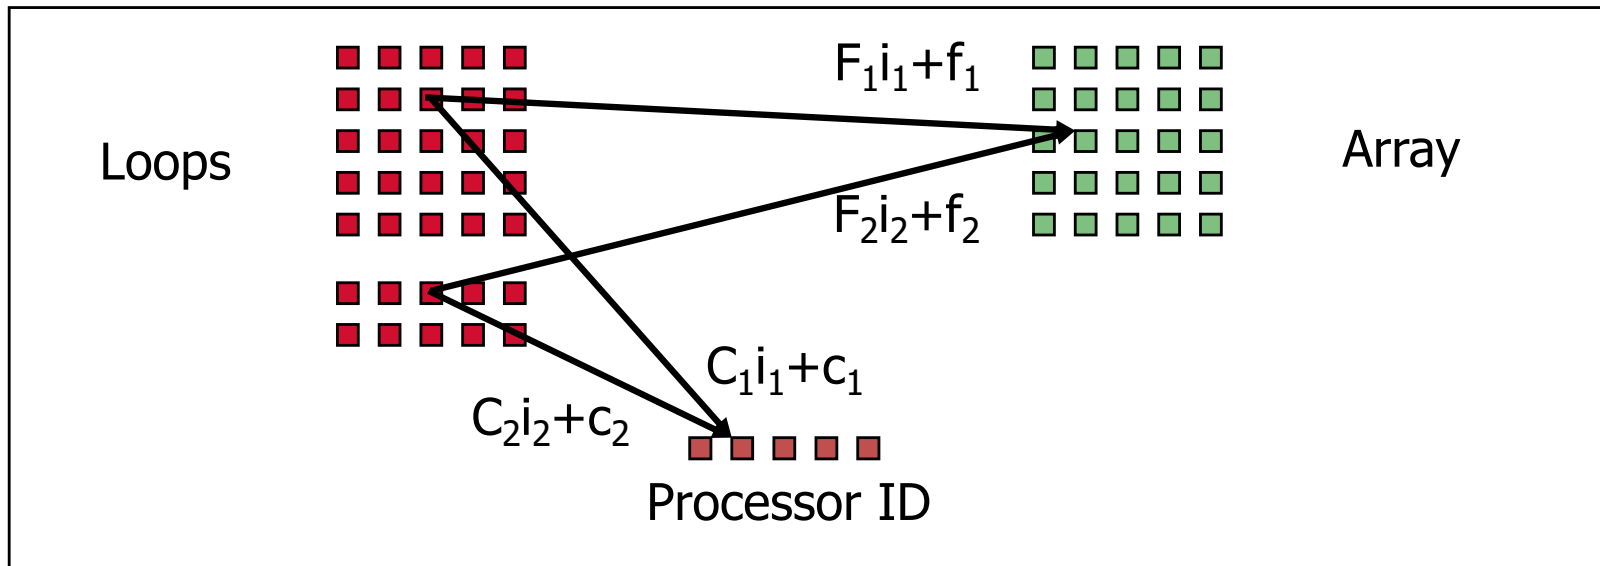 F₁i₁+f₁
Loops
Array
F₂i₂+f₂
C₁i₁+c₁
C₂i₂+c₂
Processor ID